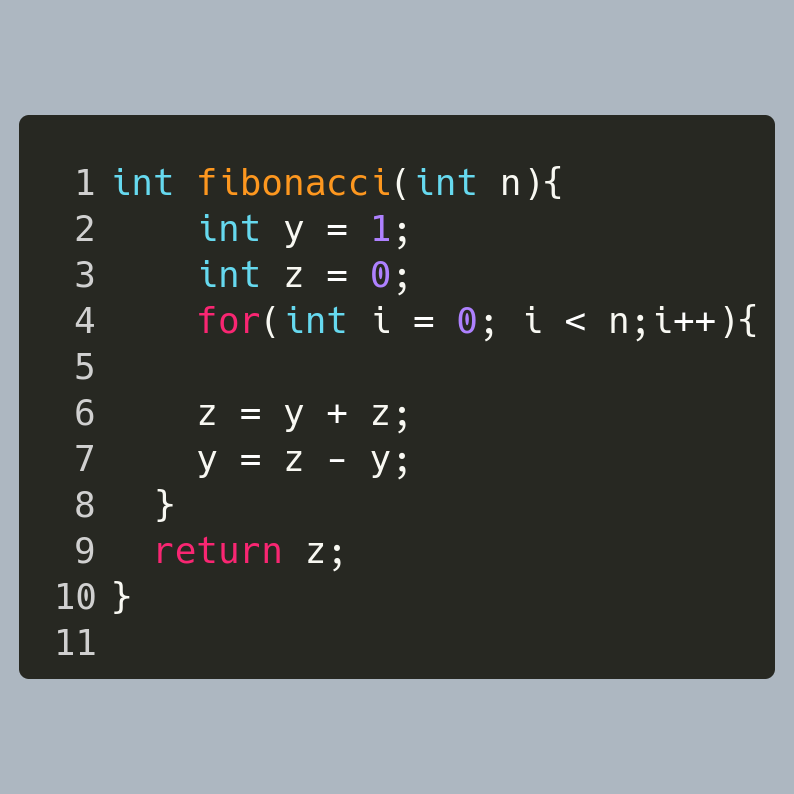 1 int fibonacci(int n){
2     int y = 1;
3     int z = 0;
4     for(int i = 0; i < n;i++){
5
6     z = y + z;
7     y = z - y;
8   }
9   return z;
10 }
11